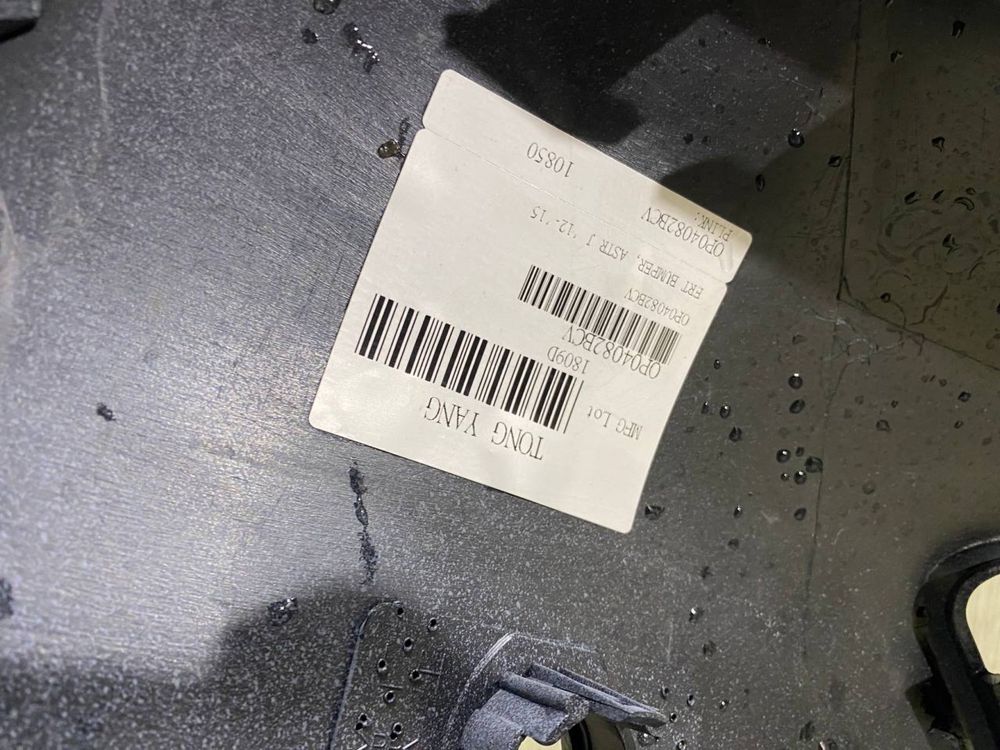 TONG YANG
MFG Lot
1809D
OP04082BCV
OP04082BCV
FRT BUMPER, ASTR J '12-'15
OP04082BCV
PLINK: 10850